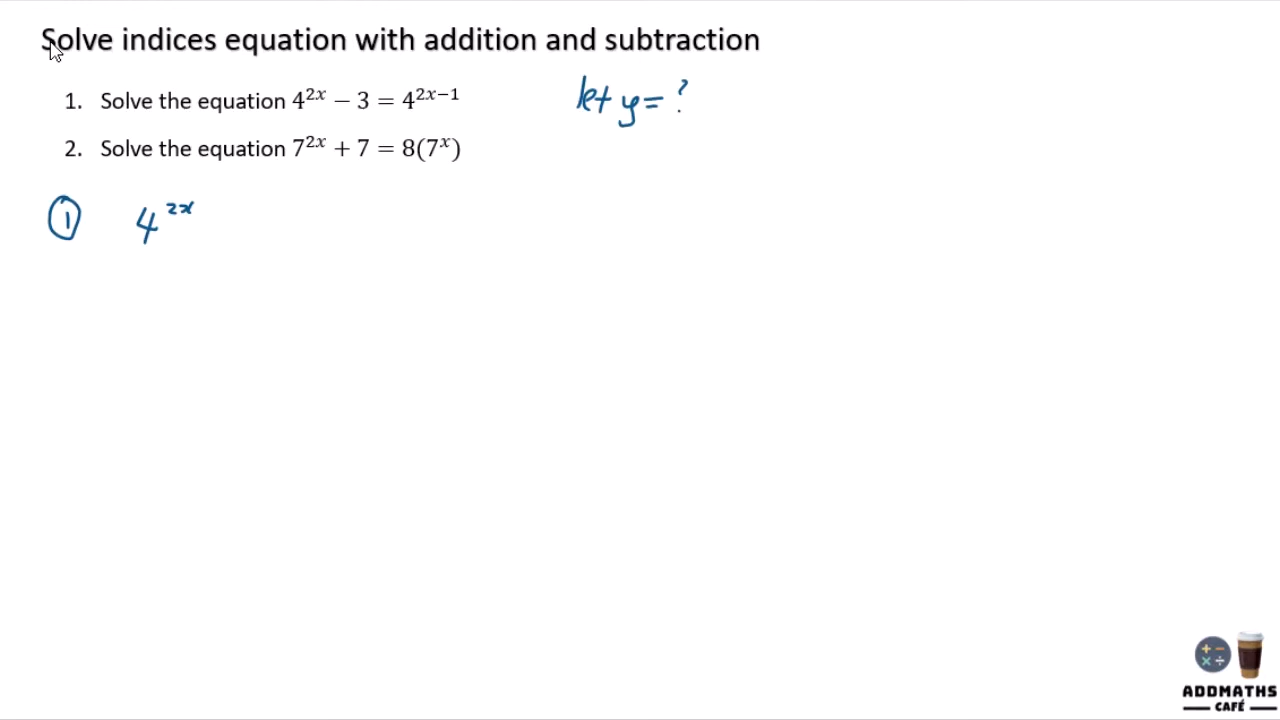 Solve indices equation with addition and subtraction
1. Solve the equation 4^{2x} − 3 = 4^{2x−1}
let y = ?
2. Solve the equation 7^{2x} + 7 = 8(7^x)
① 4^{2x}
+ −
× ÷
ADDMATHS
CAFÉ